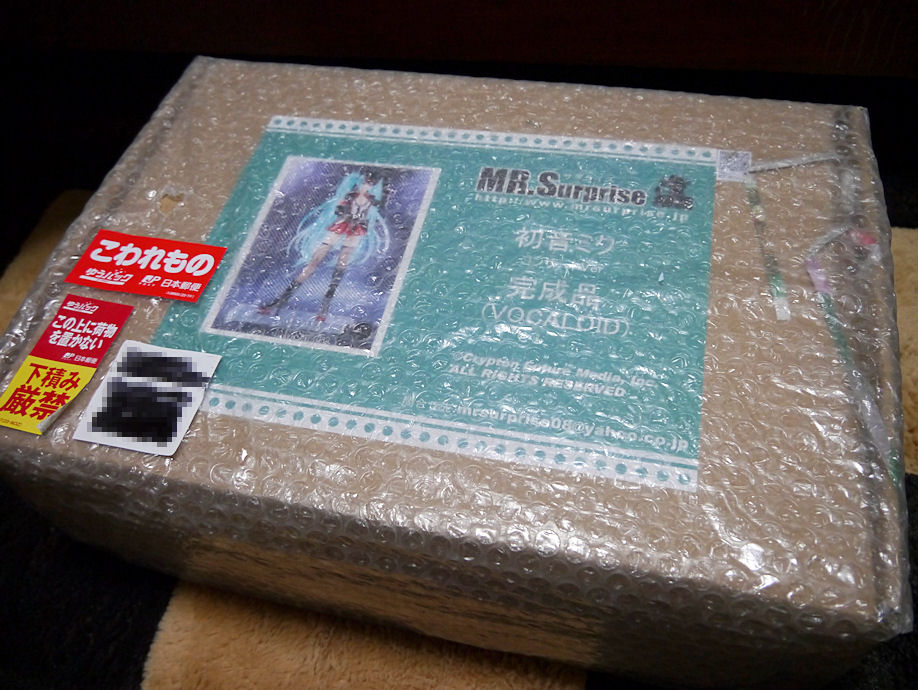 MR.Surprise
http://www.mrsurprise.jp
初音ミク
完成品
(VOCALOID)
©Crypton Future Media, Inc.
ALL RIGHTS RESERVED
mrsurprise08@yahoo.co.jp
こわれもの
ゆうパック
JP 日本郵便
ゆうパック
この上に荷物
を置かない
JP 日本郵便
下積み
厳禁